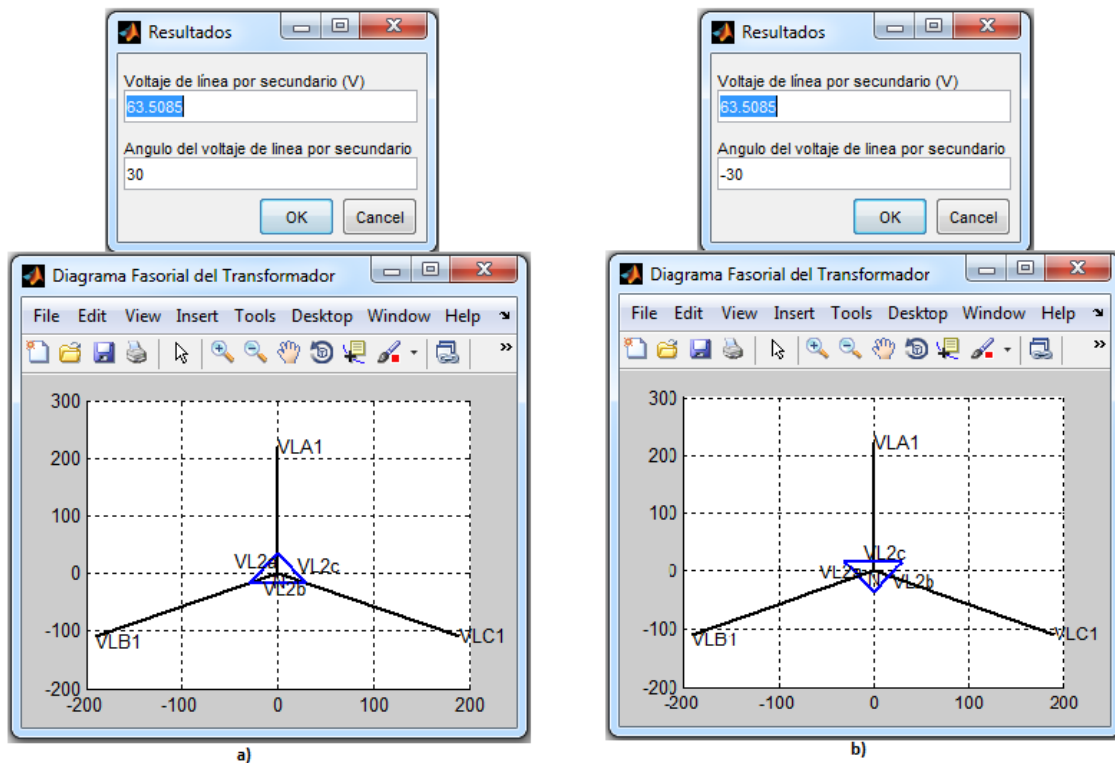 Resultados
Voltaje de línea por secundario (V)
63.5085
Angulo del voltaje de linea por secundario
30
OK Cancel
Diagrama Fasorial del Transformador
File Edit View Insert Tools Desktop Window Help
»
300
200
100
0
-100
-200
-200 -100 0 100 200
VLA1
VL2a
VL2c
VL2b
VLB1
VLC1
a)
Resultados
Voltaje de línea por secundario (V)
63.5085
Angulo del voltaje de linea por secundario
-30
OK Cancel
Diagrama Fasorial del Transformador
File Edit View Insert Tools Desktop Window Help
»
300
200
100
0
-100
-200
-200 -100 0 100 200
VLA1
VL2c
VL2b
N
VLB1
VLC1
b)